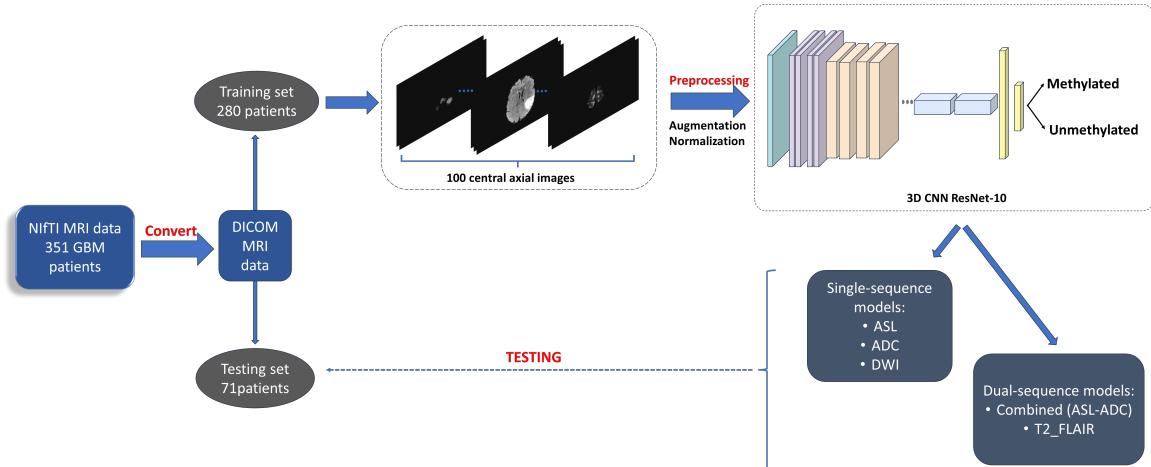 NIfTI MRI data
351 GBM
patients
Convert
DICOM
MRI
data
Training set
280 patients
Testing set
71patients
100 central axial images
Preprocessing
Augmentation
Normalization
Methylated
Unmethylated
3D CNN ResNet-10
Single-sequence
models:
• ASL
• ADC
• DWI
Dual-sequence models:
• Combined (ASL-ADC)
• T2_FLAIR
TESTING